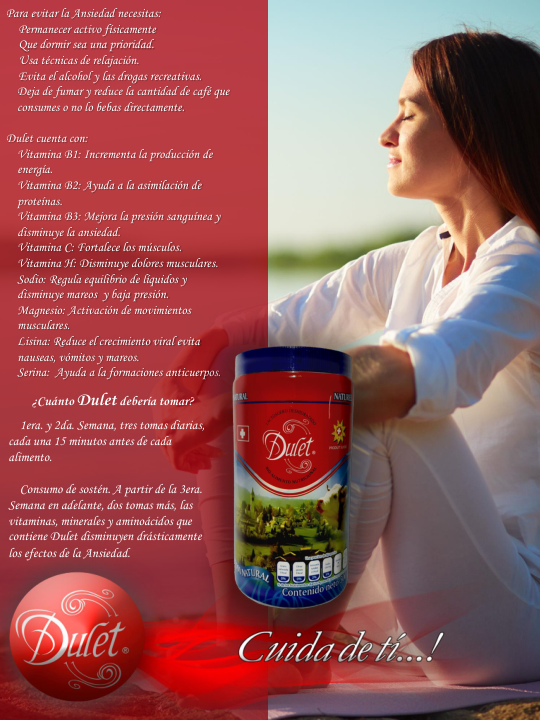 Para evitar la Ansiedad necesitas:
Permanecer activo físicamente
Que dormir sea una prioridad.
Usa técnicas de relajación.
Evita el alcohol y las drogas recreativas.
Deja de fumar y reduce la cantidad de café que
consumes o no lo bebas directamente.
Dulet cuenta con:
Vitamina B1: Incrementa la producción de
energía.
Vitamina B2: Ayuda a la asimilación de
proteínas.
Vitamina B3: Mejora la presión sanguínea y
disminuye la ansiedad.
Vitamina C: Fortalece los músculos.
Vitamina H: Disminuye dolores musculares.
Sodio: Regula equilibrio de líquidos y
disminuye mareos y baja presión.
Magnesio: Activación de movimientos
musculares.
Lisina: Reduce el crecimiento viral evita
nauseas, vómitos y mareos.
Serina: Ayuda a la formaciones anticuerpos.
¿Cuánto Dulet debería tomar?
1era. y 2da. Semana, tres tomas diarias,
cada una 15 minutos antes de cada
alimento.
Consumo de sostén. A partir de la 3era.
Semana en adelante, dos tomas más, las
vitaminas, minerales y aminoácidos que
contiene Dulet disminuyen drásticamente
los efectos de la Ansiedad.
Dulet®
NATURAL
Contenido
Dulet®
Cuida de tí...!